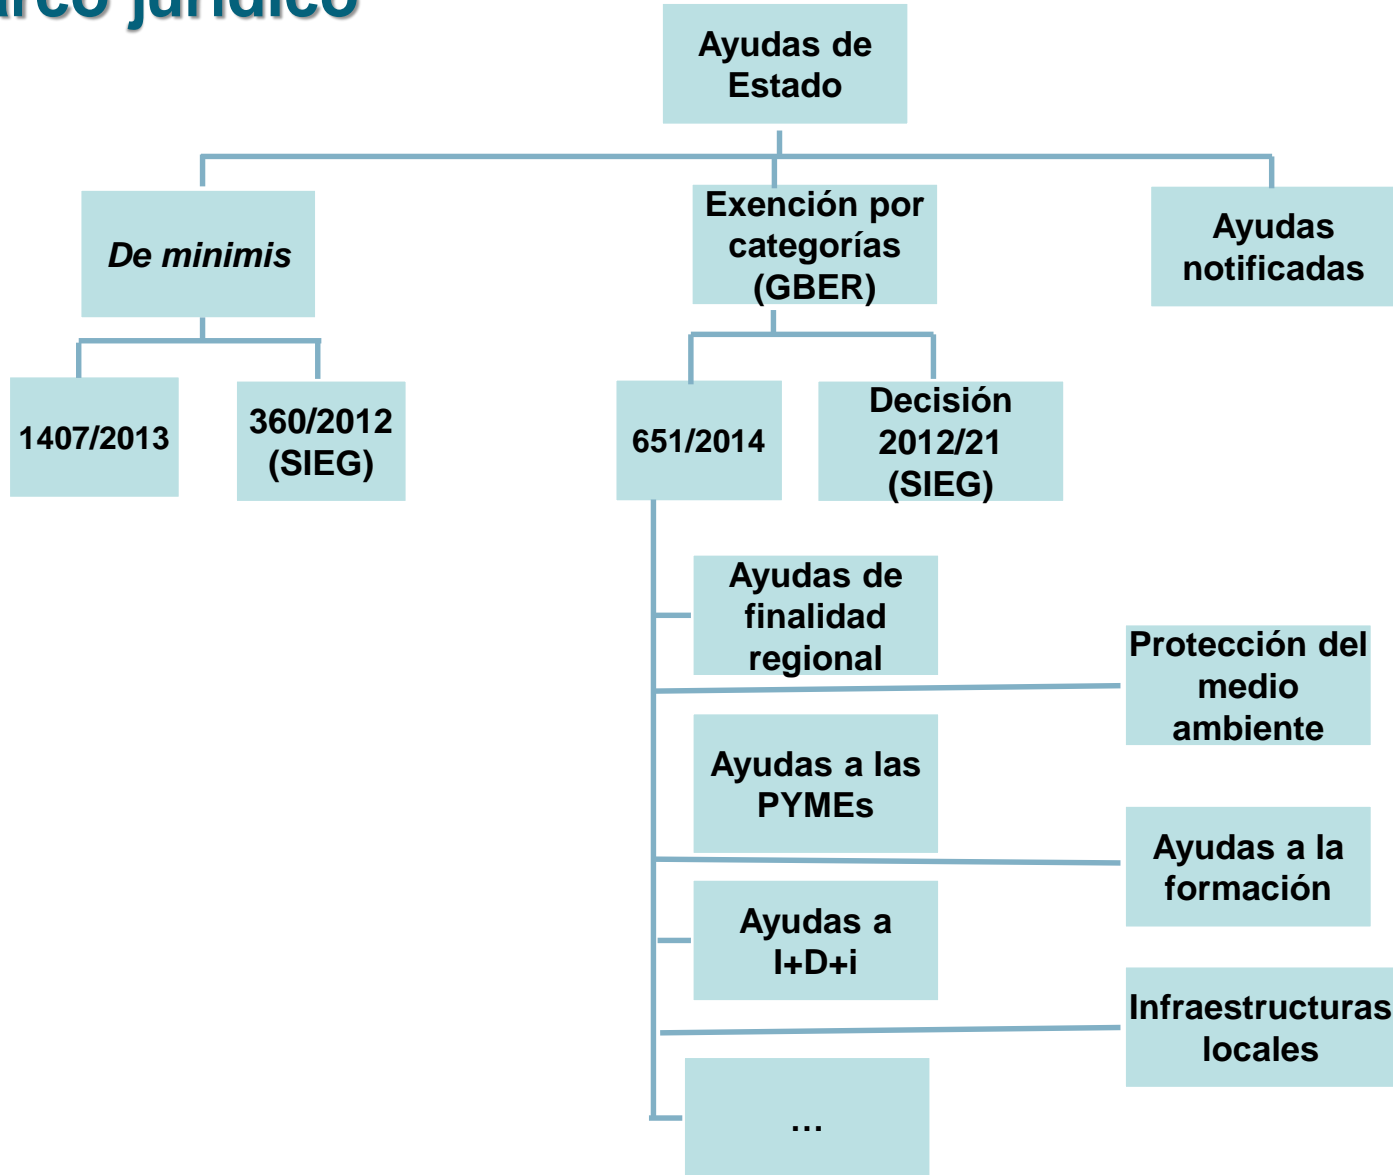 arco jurídico
Ayudas de
Estado
De minimis
Exención por
categorías
(GBER)
Ayudas
notificadas
1407/2013
360/2012
(SIEG)
651/2014
Decisión
2012/21
(SIEG)
Ayudas de
finalidad
regional
Protección del
medio
ambiente
Ayudas a las
PYMEs
Ayudas a la
formación
Ayudas a
I+D+i
Infraestructuras
locales
…